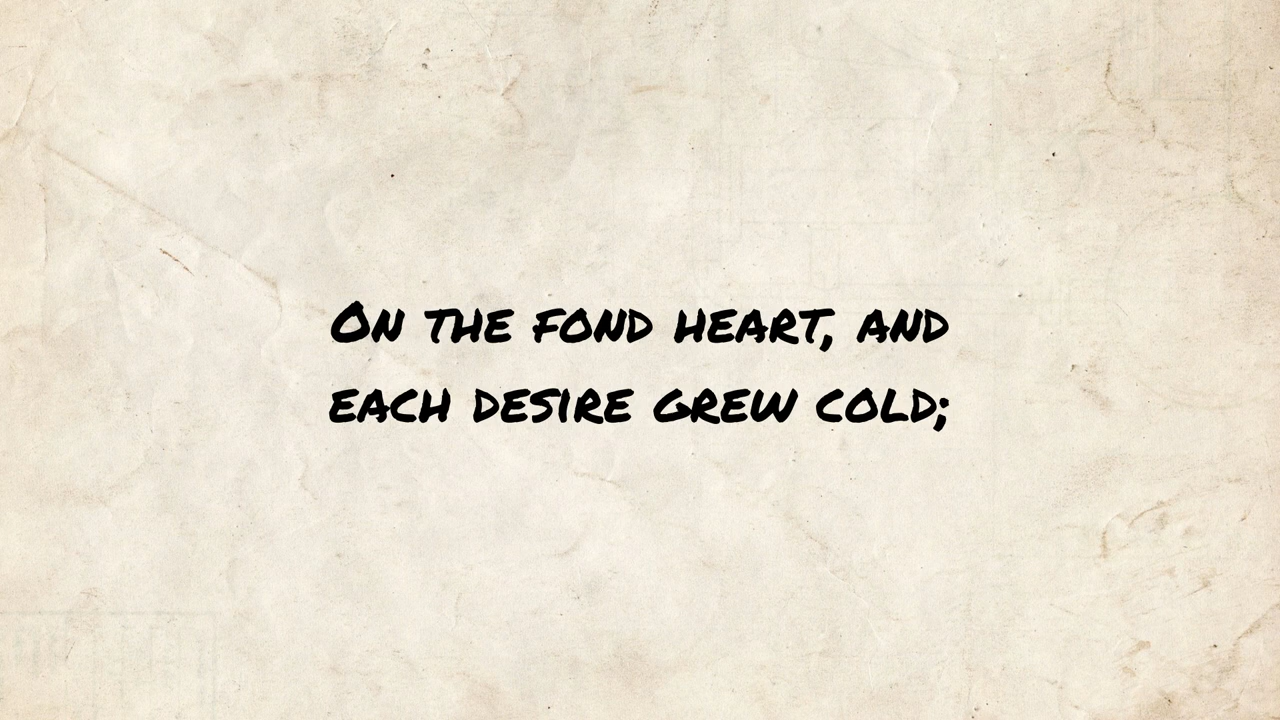 On the fond heart, and
each desire grew cold;